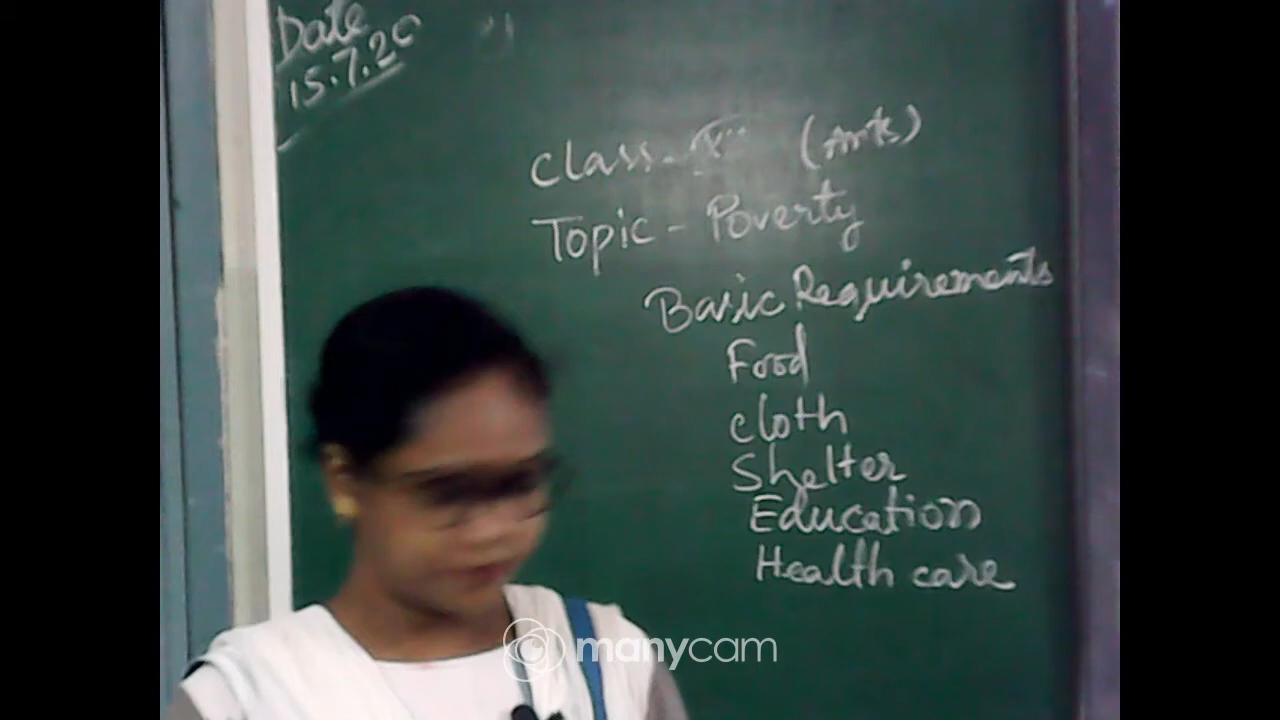 Date
15.7.20
Class - (Arts)
Topic - Poverty
Basic Requirements
Food
Cloth
Shelter
Education
Health care
manycam